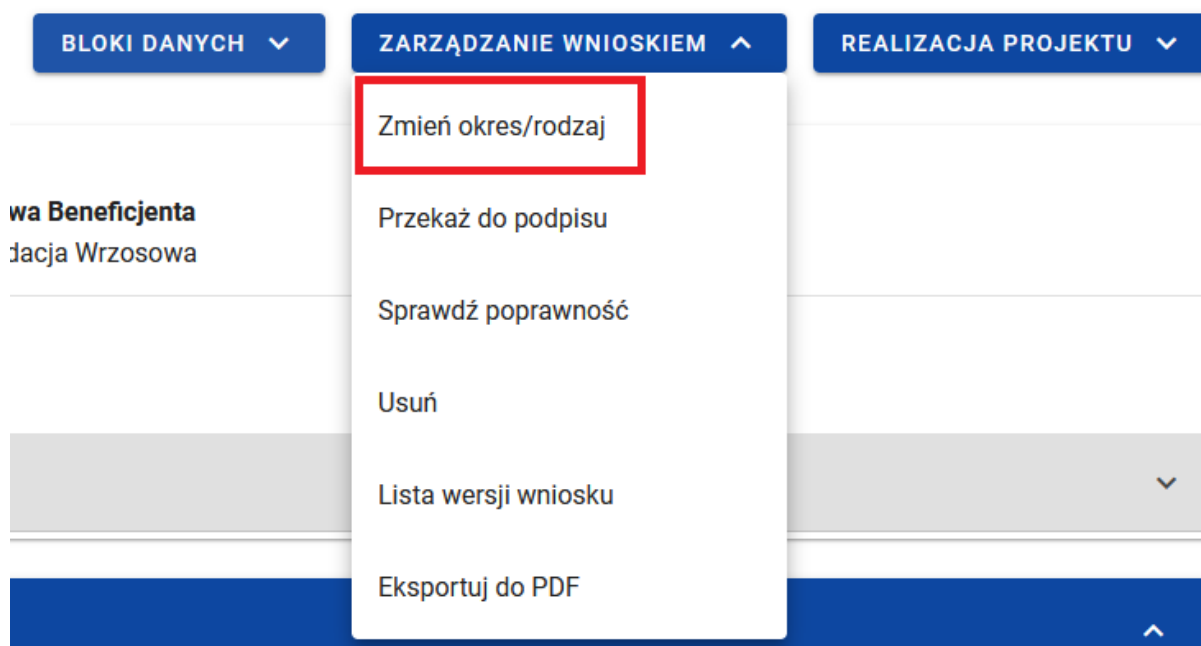 BLOKI DANYCH
ZARZĄDZANIE WNIOSKIEM
REALIZACJA PROJEKTU
Zmień okres/rodzaj
wa Beneficjenta
Przekaż do podpisu
dacja Wrzosowa
Sprawdź poprawność
Usuń
Lista wersji wniosku
Eksportuj do PDF